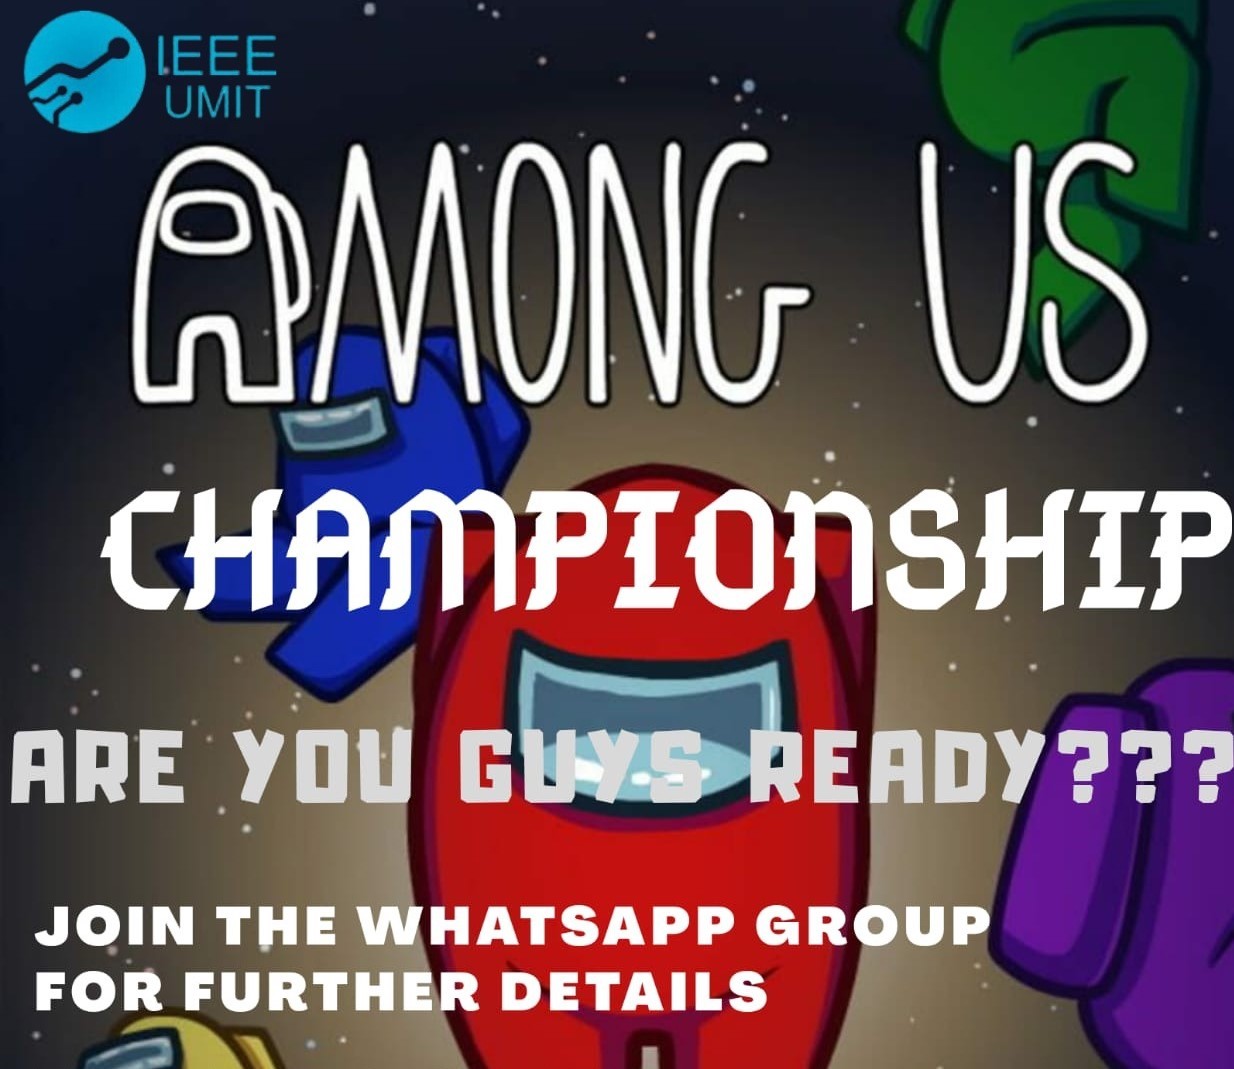 IEEE
UMIT
AMONG US
CHAMPIONSHIP
ARE YOU GUYS READY???
JOIN THE WHATSAPP GROUP
FOR FURTHER DETAILS